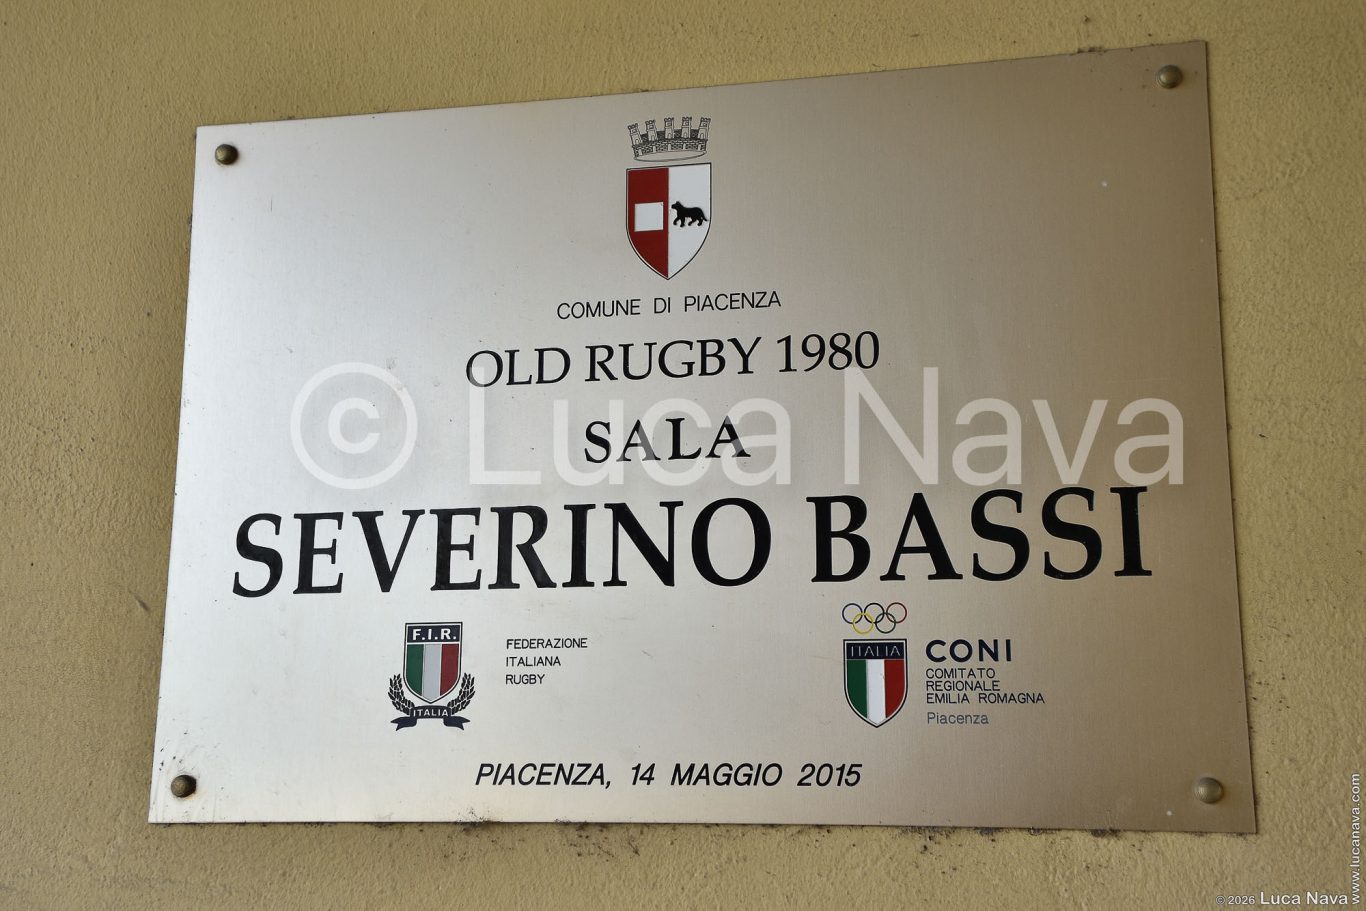 COMUNE DI PIACENZA
OLD RUGBY 1980
© Luca Nava
SALA
SEVERINO BASSI
F.I.R.
ITALIA
FEDERAZIONE
ITALIANA
RUGBY
ITALIA
CONI
COMITATO
REGIONALE
EMILIA ROMAGNA
Piacenza
PIACENZA, 14 MAGGIO 2015
© 2026 Luca Nava
www.lucanava.com